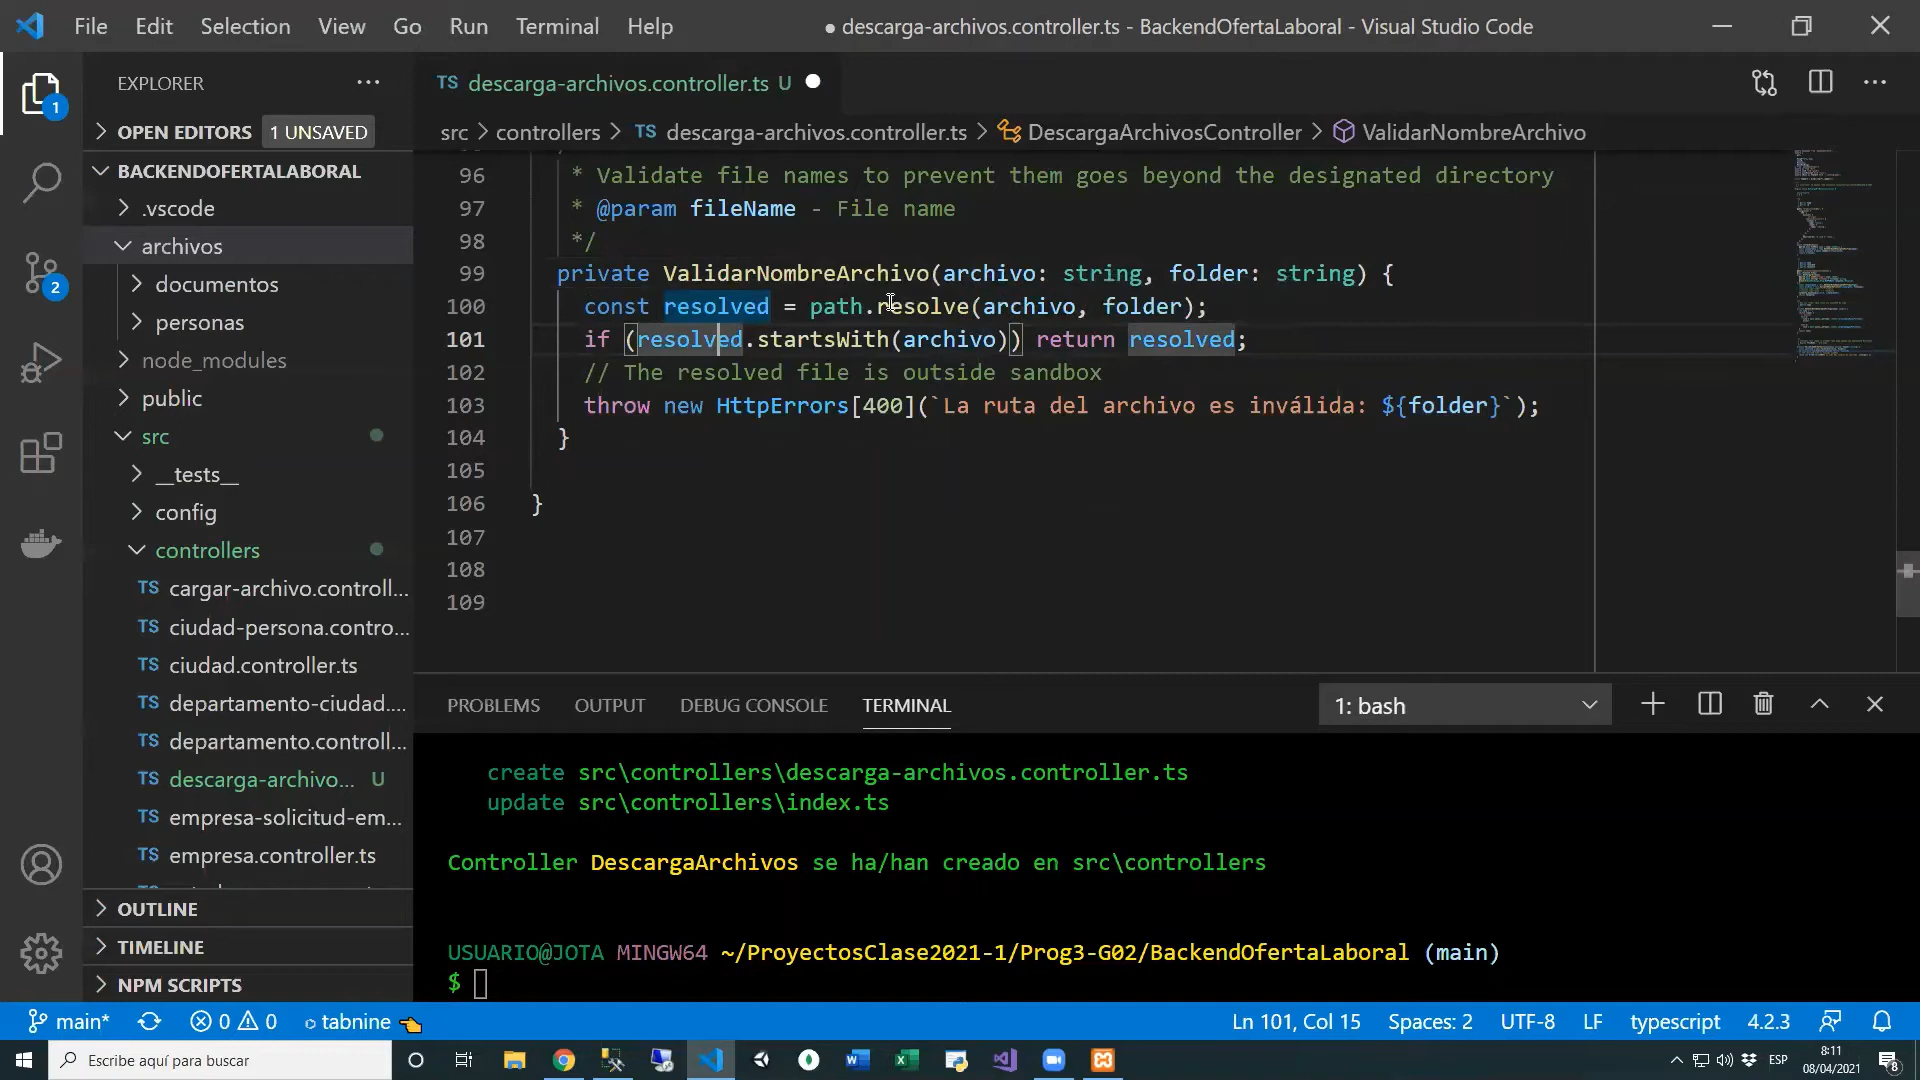 File Edit Selection View Go Run Terminal Help
● descarga-archivos.controller.ts - BackendOfertaLaboral - Visual Studio Code
EXPLORER
OPEN EDITORS 1 UNSAVED
BACKENDOFERTALABORAL
.vscode
archivos
documentos
personas
node_modules
public
src
__tests__
config
controllers
TS cargar-archivo.controll...
TS ciudad-persona.contro...
TS ciudad.controller.ts
TS departamento-ciudad....
TS departamento.controll...
TS descarga-archivo... U
TS empresa-solicitud-em...
TS empresa.controller.ts
OUTLINE
TIMELINE
NPM SCRIPTS
1
2
TS descarga-archivos.controller.ts U
src > controllers > TS descarga-archivos.controller.ts > DescargaArchivosController > ValidarNombreArchivo
96 * Validate file names to prevent them goes beyond the designated directory
97 * @param fileName - File name
98 */
99 private ValidarNombreArchivo(archivo: string, folder: string) {
100 const resolved = path.resolve(archivo, folder);
101 if (resolved.startsWith(archivo)) return resolved;
102 // The resolved file is outside sandbox
103 throw new HttpErrors[400](`La ruta del archivo es inválida: ${folder}`);
104 }
105
106 }
107
108
109
PROBLEMS OUTPUT DEBUG CONSOLE TERMINAL 1: bash
create src\controllers\descarga-archivos.controller.ts
update src\controllers\index.ts
Controller DescargaArchivos se ha/han creado en src\controllers
USUARIO@JOTA MINGW64 ~/ProyectosClase2021-1/Prog3-G02/BackendOfertaLaboral (main)
$
main* 0 0 tabnine Ln 101, Col 15 Spaces: 2 UTF-8 LF typescript 4.2.3
Escribe aquí para buscar
ESP
8:11
08/04/2021
8